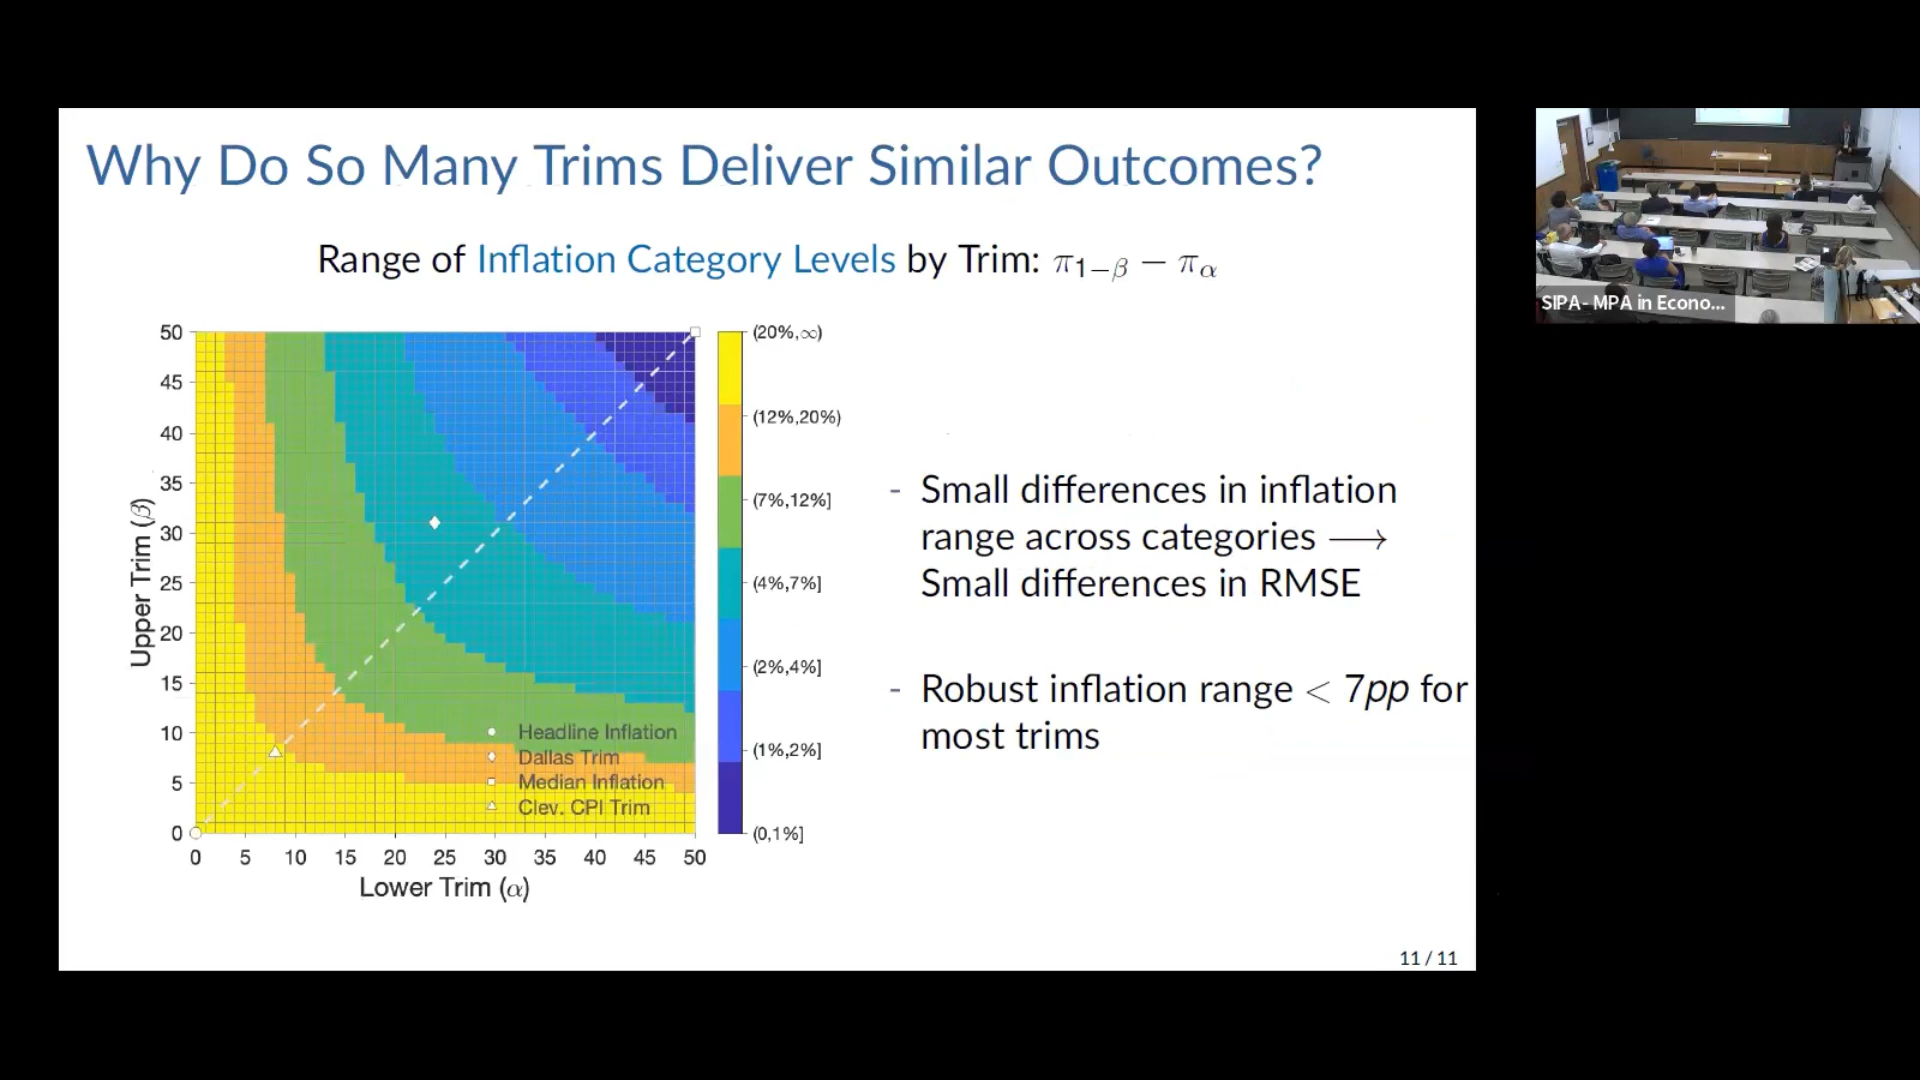 Why Do So Many Trims Deliver Similar Outcomes?
Range of Inflation Category Levels by Trim: π1−β − πα
50
45
40
35
30
25
20
15
10
5
0
Upper Trim (β)
0 5 10 15 20 25 30 35 40 45 50
Lower Trim (α)
Headline Inflation
Dallas Trim
Median Inflation
Clev. CPI Trim
(20%,∞)
(12%,20%)
(7%,12%]
(4%,7%]
(2%,4%]
(1%,2%]
(0,1%]
- Small differences in inflation
range across categories ⟶
Small differences in RMSE
- Robust inflation range < 7pp for
most trims
11 / 11
SIPA- MPA in Econo...